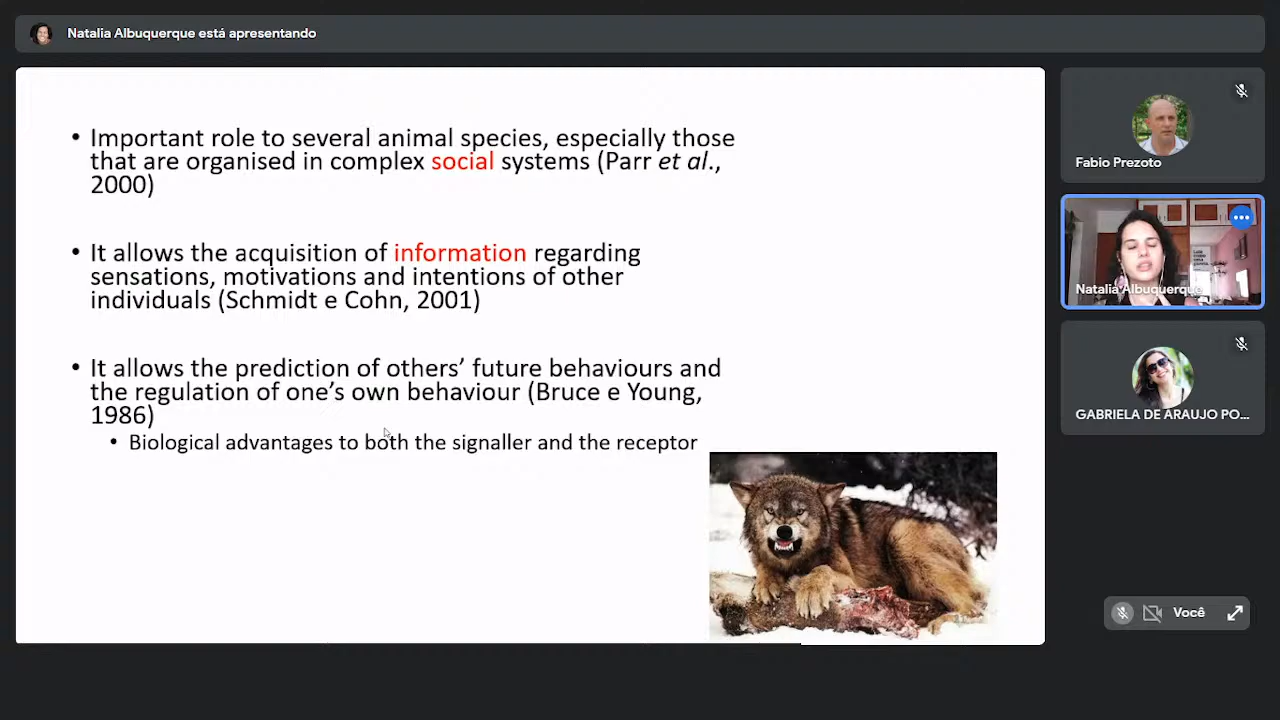 Natalia Albuquerque está apresentando
• Important role to several animal species, especially those
that are organised in complex social systems (Parr et al.,
2000)
• It allows the acquisition of information regarding
sensations, motivations and intentions of other
individuals (Schmidt e Cohn, 2001)
• It allows the prediction of others’ future behaviours and
the regulation of one’s own behaviour (Bruce e Young,
1986)
• Biological advantages to both the signaller and the receptor
Fabio Prezoto
Natalia Albuquerque
GABRIELA DE ARAUJO PO...
Você